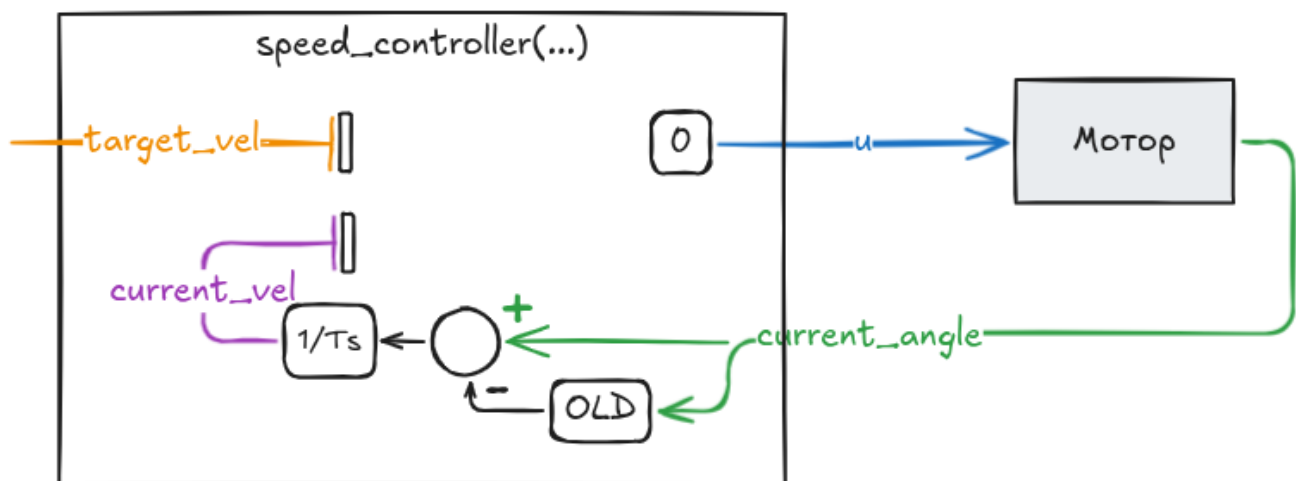 speed_controller(...)
target_vel
0
u
Мотор
current_vel
+
1/Ts
current_angle
-
OLD